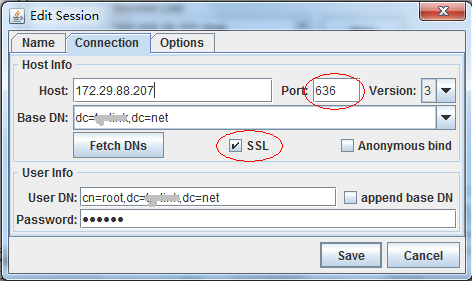 Edit Session
Name Connection Options
Host Info
Host: 172.29.88.207 Port: 636 Version: 3
Base DN: dc= ,dc=net
Fetch DNs SSL Anonymous bind
User Info
User DN: cn=root,dc= ,dc=net append base DN
Password: ●●●●●●
Save Cancel